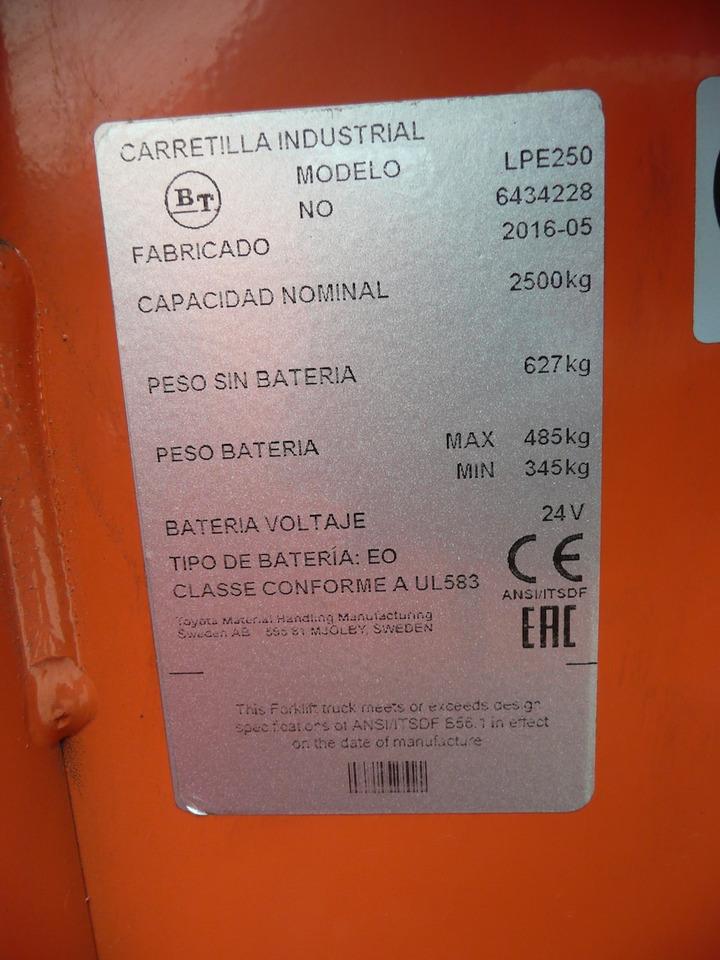 CARRETILLA INDUSTRIAL
BT
MODELO LPE250
NO 6434228
FABRICADO 2016-05
CAPACIDAD NOMINAL 2500kg
PESO SIN BATERIA 627kg
PESO BATERIA MAX 485kg
MIN 345kg
BATERIA VOLTAJE 24V
TIPO DE BATERÍA: EO
CLASSE CONFORME A UL583
CE
ANSI/ITSDF
EAC
Toyota Material Handling Manufacturing
Sweden AB 595 81 MJÖLBY, SWEDEN
This Forklift truck meets or exceeds design
specifications of ANSI/ITSDF B56.1 in effect
on the date of manufacture